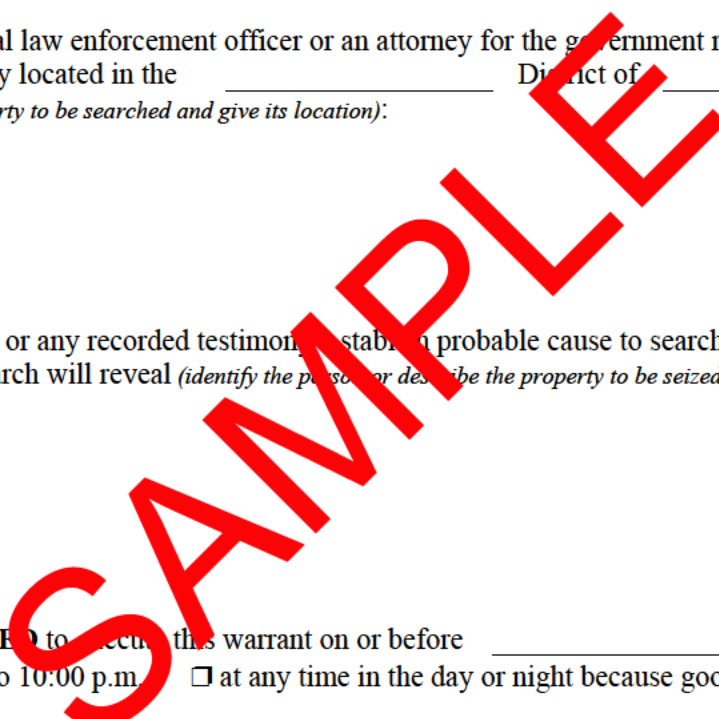 al law enforcement officer or an attorney for the government r
y located in the District of
rty to be searched and give its location):
or any recorded testimony, establish probable cause to search
rch will reveal (identify the person or describe the property to be seized
ED to execute this warrant on or before
o 10:00 p.m. ❒ at any time in the day or night because goo
SAMPLE